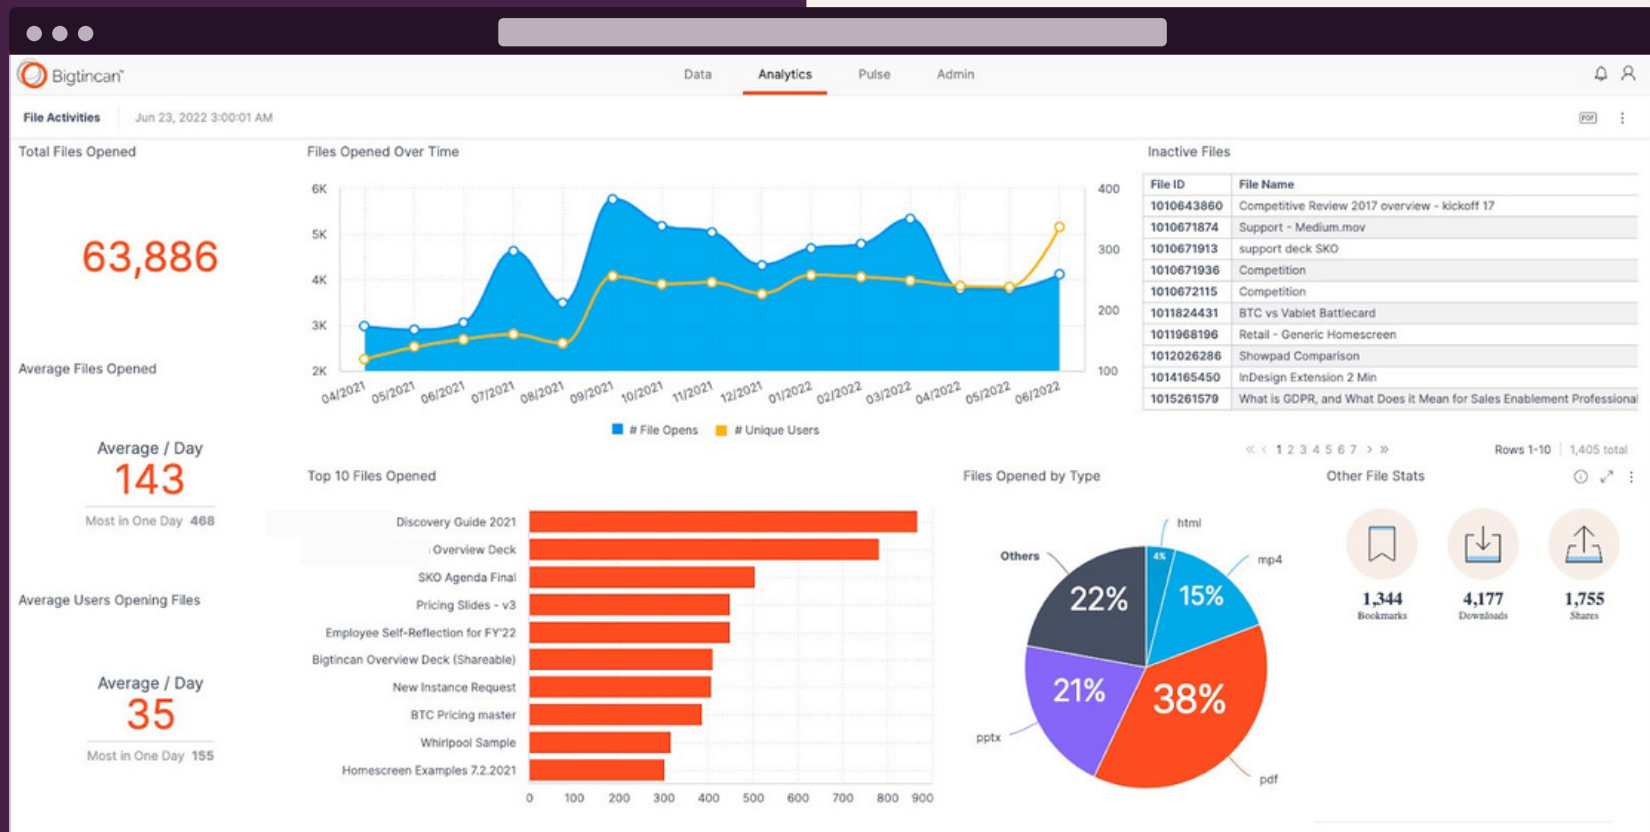 Bigtincan™
Data Analytics Pulse Admin
File Activities Jun 23, 2022 3:00:01 AM
PDF
Total Files Opened
63,886
Average Files Opened
Average / Day
143
Most in One Day 468
Average Users Opening Files
Average / Day
35
Most in One Day 155
Files Opened Over Time
6K
5K
4K
3K
2K
400
300
200
100
04/2021 05/2021 06/2021 07/2021 08/2021 09/2021 10/2021 11/2021 12/2021 01/2022 02/2022 03/2022 04/2022 05/2022 06/2022
# File Opens # Unique Users
Inactive Files
File ID File Name
1010643860 Competitive Review 2017 overview - kickoff 17
1010671874 Support - Medium.mov
1010671913 support deck SKO
1010671936 Competition
1010672115 Competition
1011824431 BTC vs Vablet Battlecard
1011968196 Retail - Generic Homescreen
1012026286 Showpad Comparison
1014165450 InDesign Extension 2 Min
1015261579 What is GDPR, and What Does it Mean for Sales Enablement Professional
« < 1 2 3 4 5 6 7 > » Rows 1-10 1,405 total
Top 10 Files Opened
Discovery Guide 2021
Overview Deck
SKO Agenda Final
Pricing Slides - v3
Employee Self-Reflection for FY'22
Bigtincan Overview Deck (Shareable)
New Instance Request
BTC Pricing master
Whirlpool Sample
Homescreen Examples 7.2.2021
0 100 200 300 400 500 600 700 800 900
Files Opened by Type
html
4%
mp4
15%
Others
22%
pptx
21%
pdf
38%
Other File Stats
1,344 4,177 1,755
Bookmarks Downloads Shares